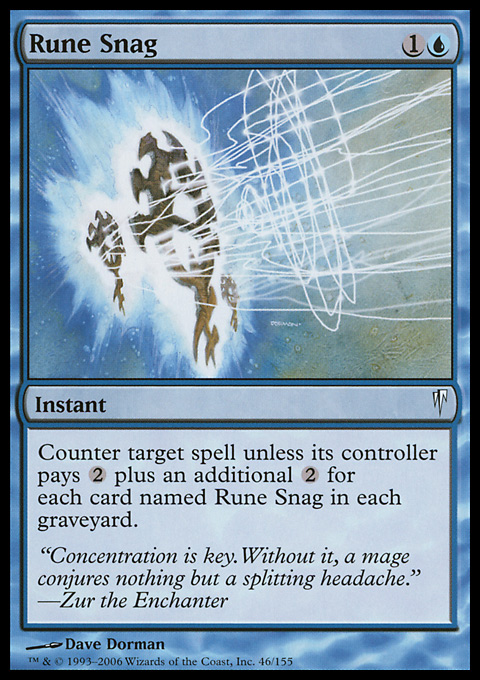 Rune Snag 1
DORMAN
Instant
Counter target spell unless its controller
pays 2 plus an additional 2 for
each card named Rune Snag in each
graveyard.
“Concentration is key. Without it, a mage
conjures nothing but a splitting headache.”
—Zur the Enchanter
Dave Dorman
™ & © 1993–2006 Wizards of the Coast, Inc. 46/155